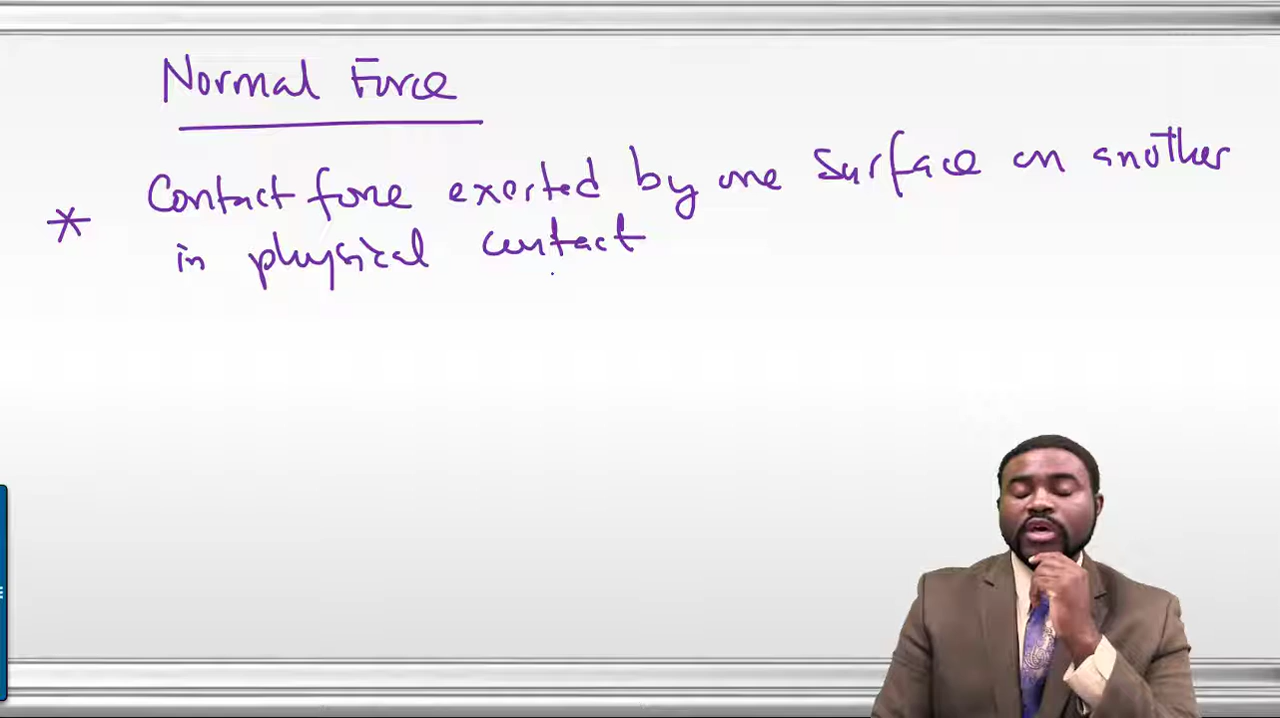 Normal Force
* Contact force exerted by one surface on another
in physical contact